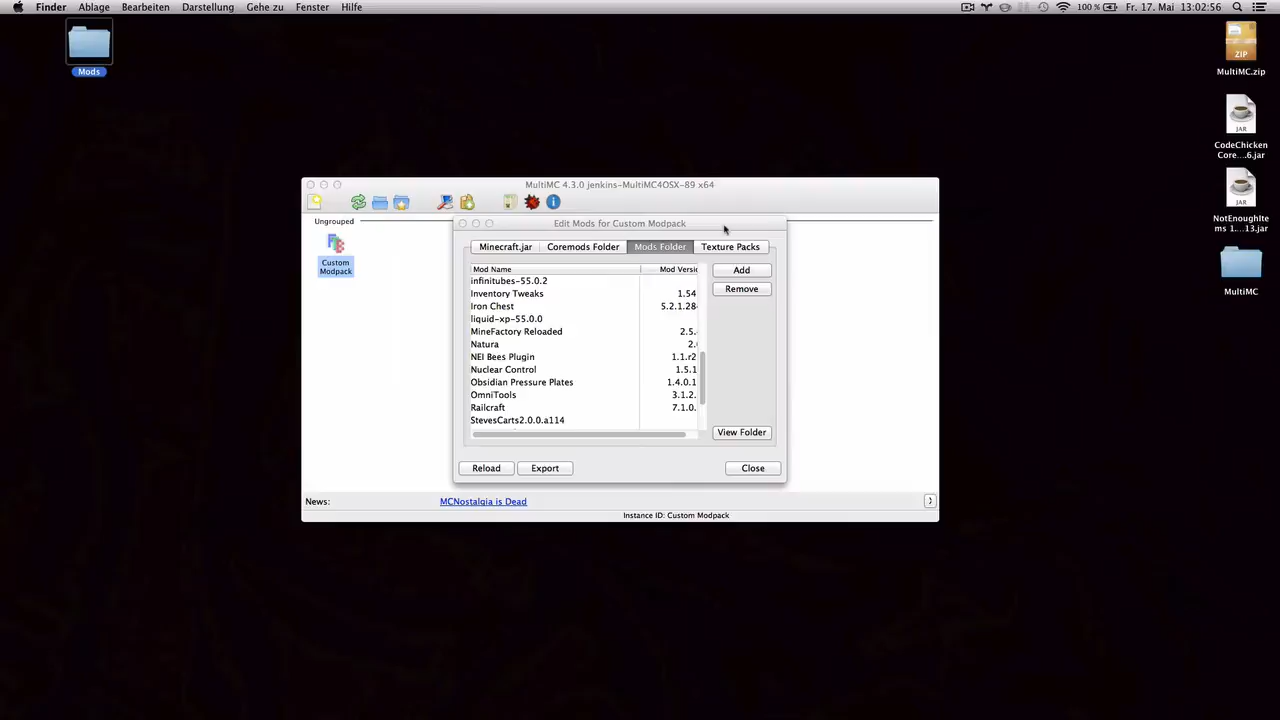 Finder Ablage Bearbeiten Darstellung Gehe zu Fenster Hilfe 100 % Fr. 17. Mai 13:02:56
Mods
ZIP
MultiMC.zip
JAR
CodeChicken
Core....6.jar
JAR
NotEnoughIte
ms 1....13.jar
MultiMC
MultiMC 4.3.0 jenkins-MultiMC4OSX-89 x64
Ungrouped
Custom
Modpack
Edit Mods for Custom Modpack
Minecraft.jar Coremods Folder Mods Folder Texture Packs
Mod Name Mod Versic
infinitubes-55.0.2
Inventory Tweaks 1.54
Iron Chest 5.2.1.28
liquid-xp-55.0.0
MineFactory Reloaded 2.5.
Natura 2.
NEI Bees Plugin 1.1.r2
Nuclear Control 1.5.1
Obsidian Pressure Plates 1.4.0.1
OmniTools 3.1.2.
Railcraft 7.1.0.
StevesCarts2.0.0.a114
Add
Remove
View Folder
Reload Export Close
News: MCNostalgia is Dead
Instance ID: Custom Modpack